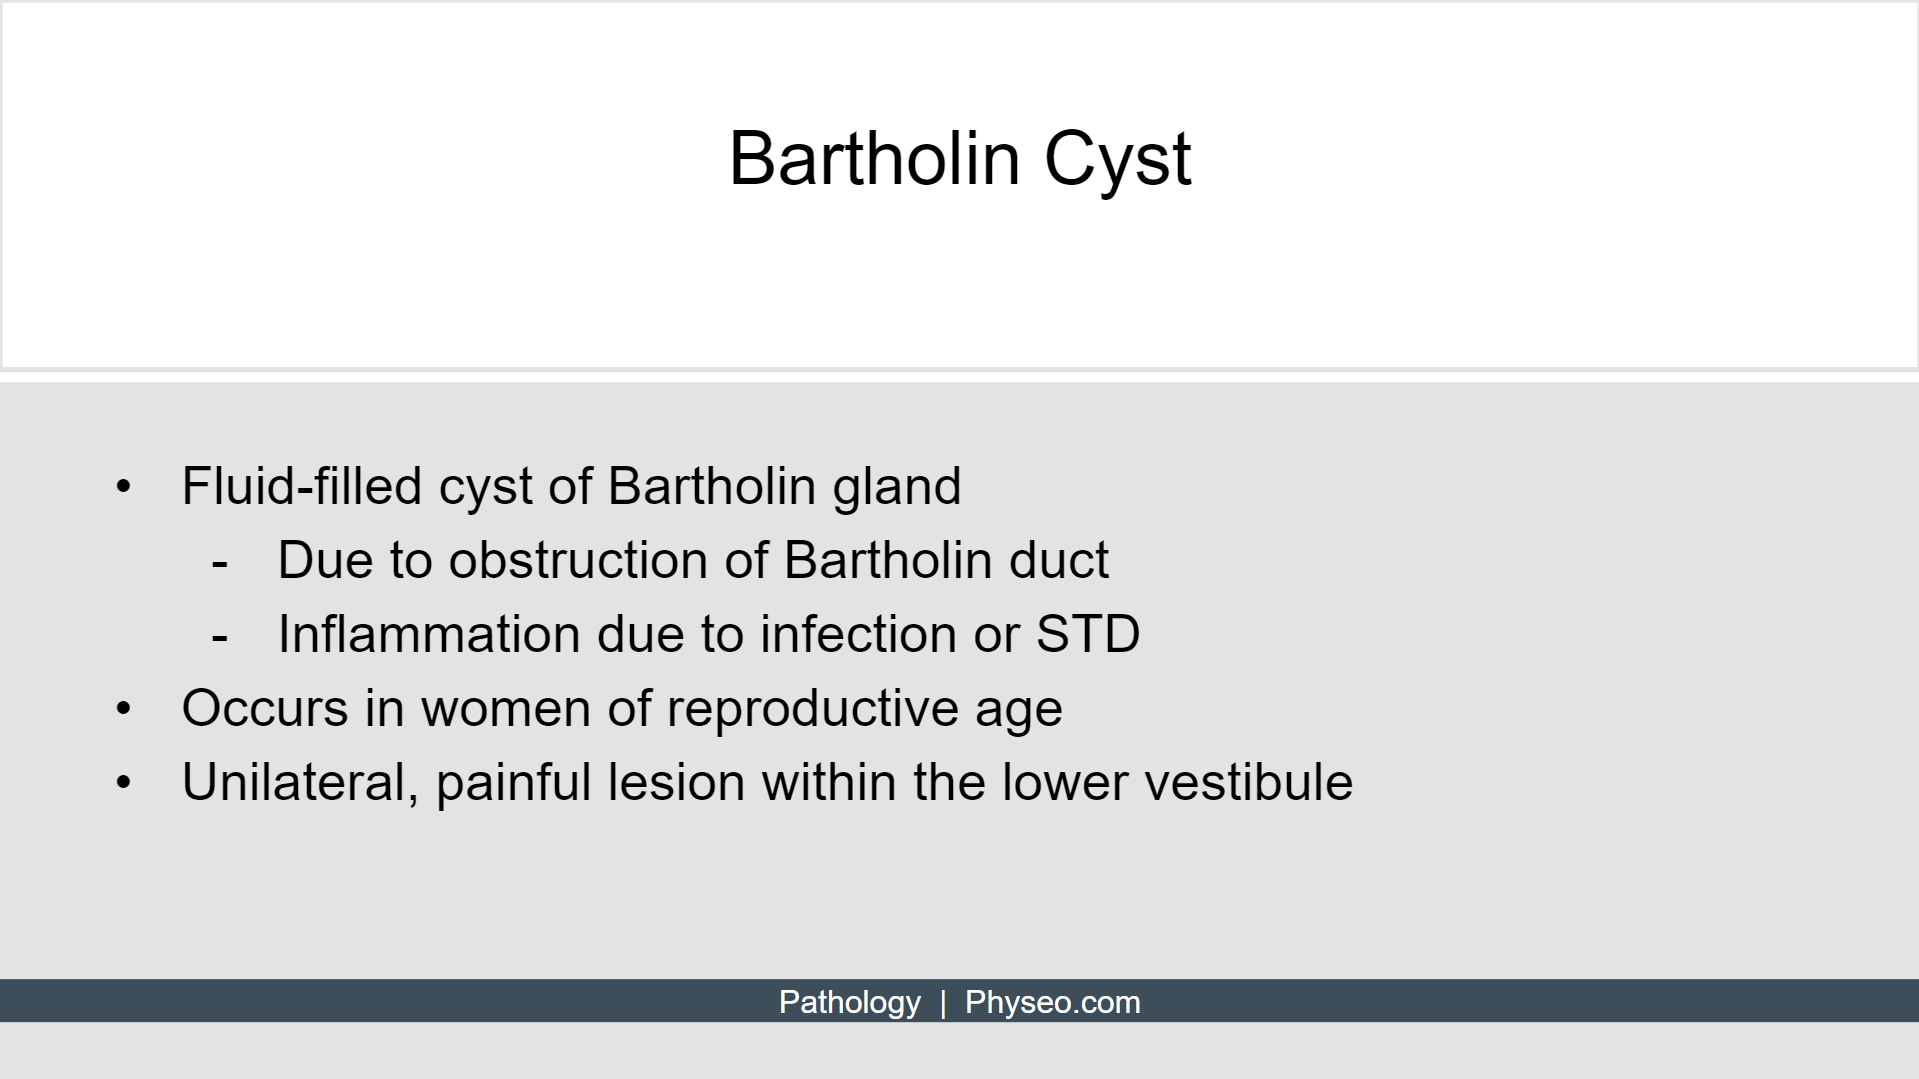 Bartholin Cyst
• Fluid-filled cyst of Bartholin gland
- Due to obstruction of Bartholin duct
- Inflammation due to infection or STD
• Occurs in women of reproductive age
• Unilateral, painful lesion within the lower vestibule
Pathology | Physeo.com